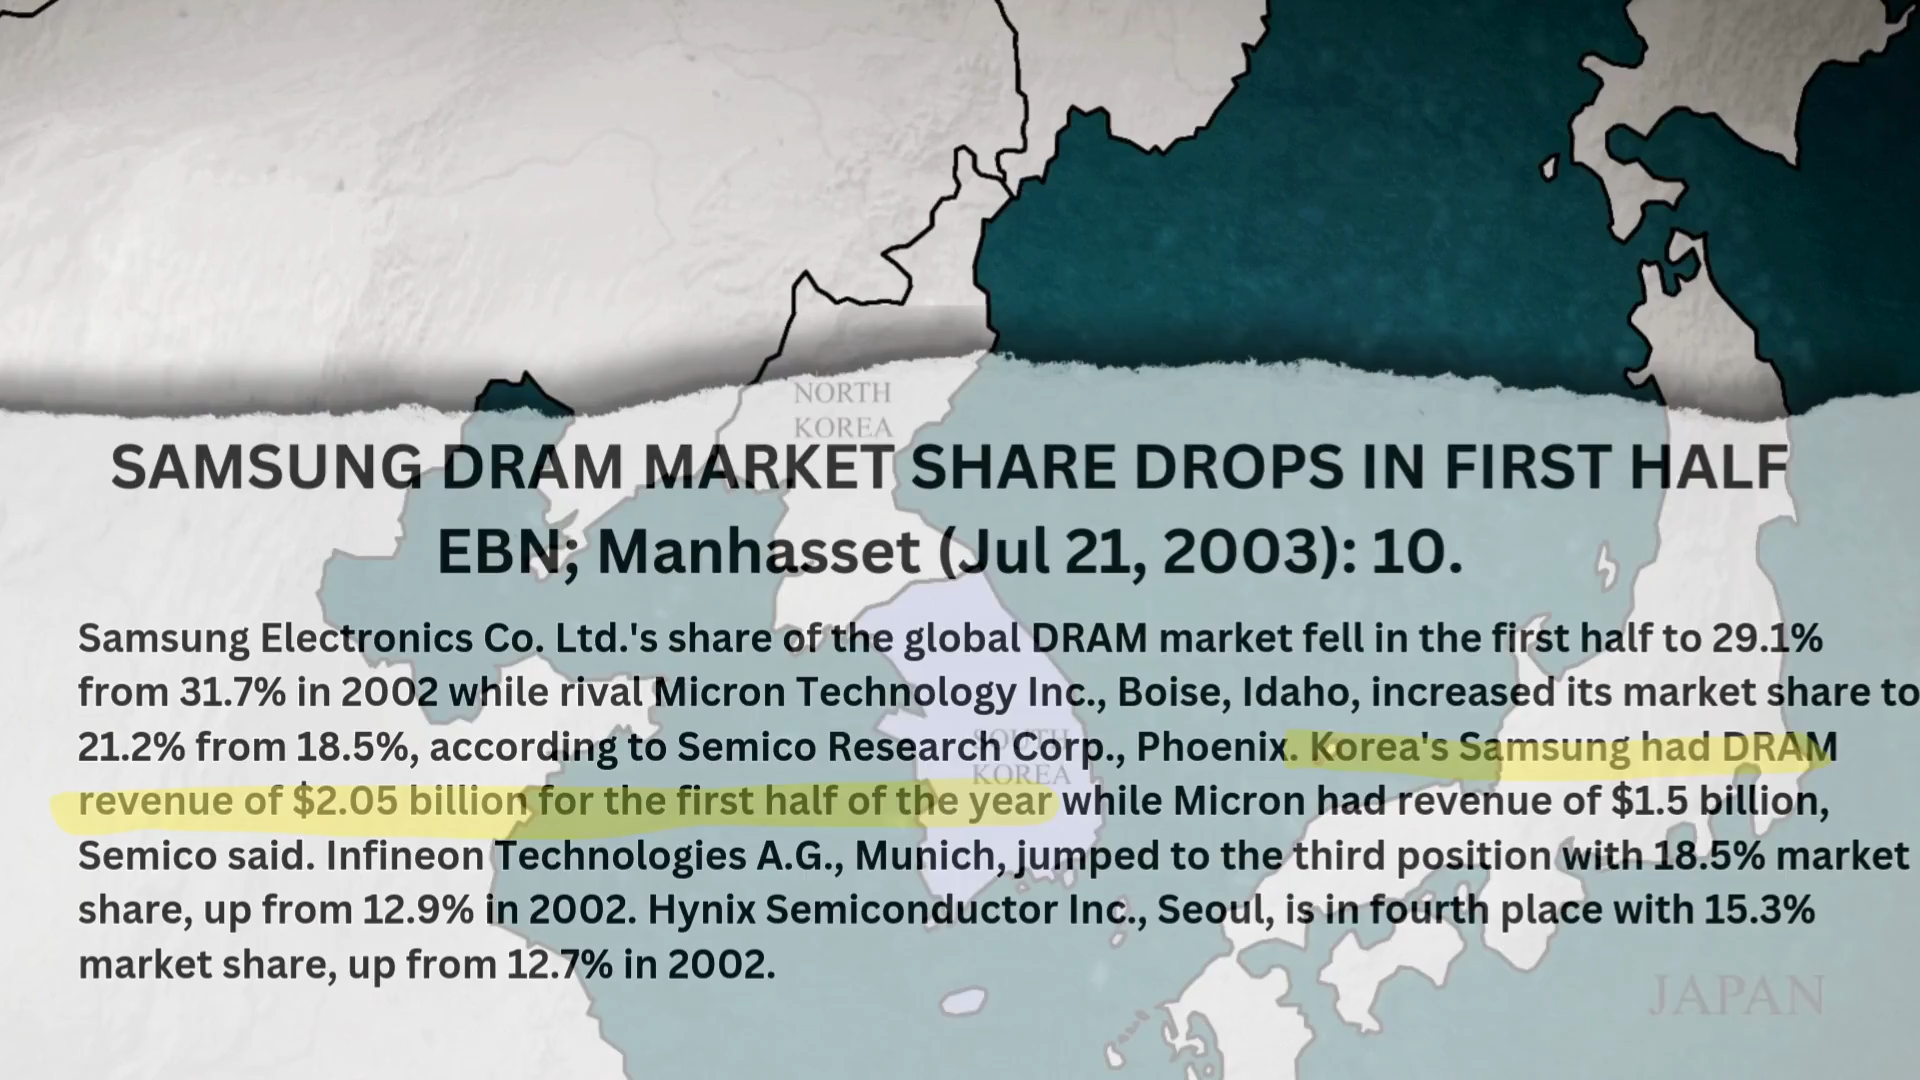 NORTH
KOREA
SAMSUNG DRAM MARKET SHARE DROPS IN FIRST HALF
EBN; Manhasset (Jul 21, 2003): 10.
Samsung Electronics Co. Ltd.'s share of the global DRAM market fell in the first half to 29.1%
from 31.7% in 2002 while rival Micron Technology Inc., Boise, Idaho, increased its market share to
21.2% from 18.5%, according to Semico Research Corp., Phoenix. Korea's Samsung had DRAM
revenue of $2.05 billion for the first half of the year while Micron had revenue of $1.5 billion,
Semico said. Infineon Technologies A.G., Munich, jumped to the third position with 18.5% market
share, up from 12.9% in 2002. Hynix Semiconductor Inc., Seoul, is in fourth place with 15.3%
market share, up from 12.7% in 2002.
SOUTH
KOREA
JAPAN